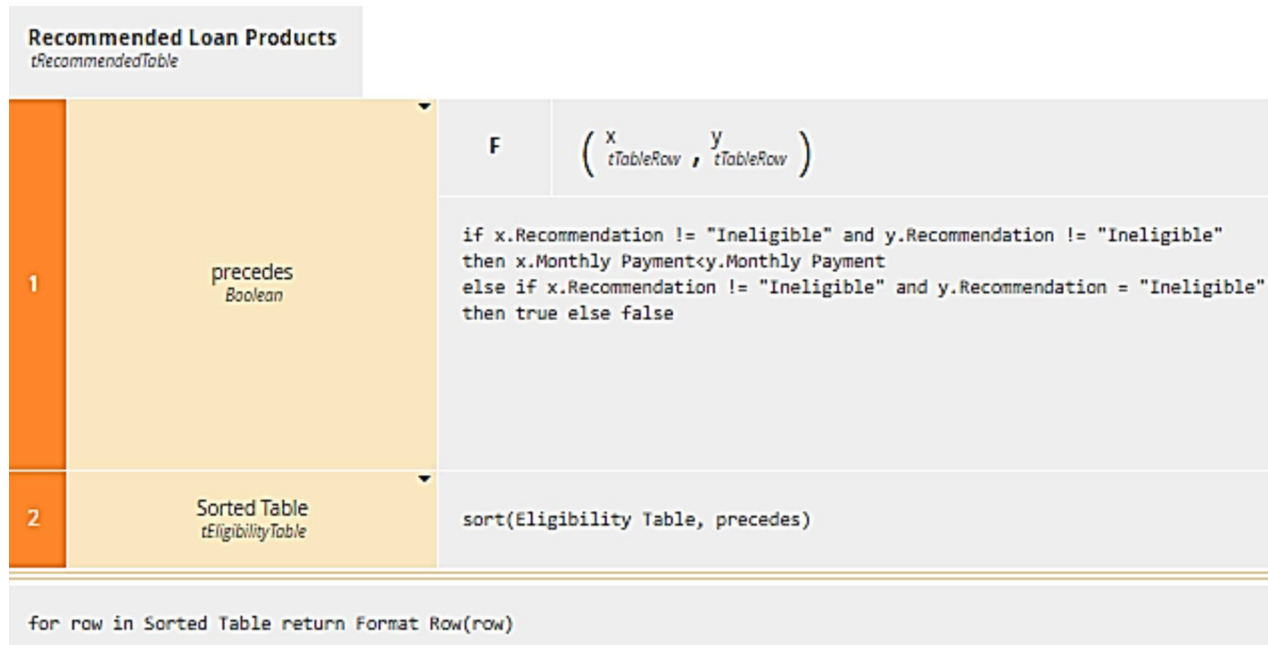 Recommended Loan Products
tRecommendedTable
F
( x , y )
tTableRow tTableRow
1
precedes
Boolean
if x.Recommendation != "Ineligible" and y.Recommendation != "Ineligible"
then x.Monthly Payment<y.Monthly Payment
else if x.Recommendation != "Ineligible" and y.Recommendation = "Ineligible"
then true else false
2
Sorted Table
tEligibilityTable
sort(Eligibility Table, precedes)
for row in Sorted Table return Format Row(row)